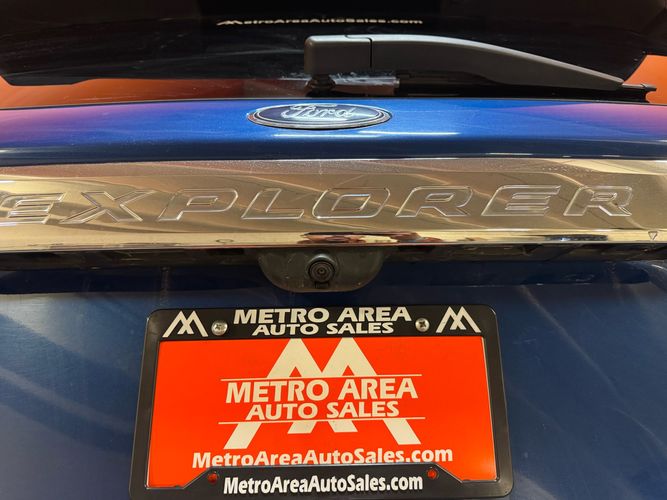 MetroAreaAutoSales.com
Ford
EXPLORER
METRO AREA
AUTO SALES
METRO AREA
AUTO SALES
MetroAreaAutoSales.com
MetroAreaAutoSales.com